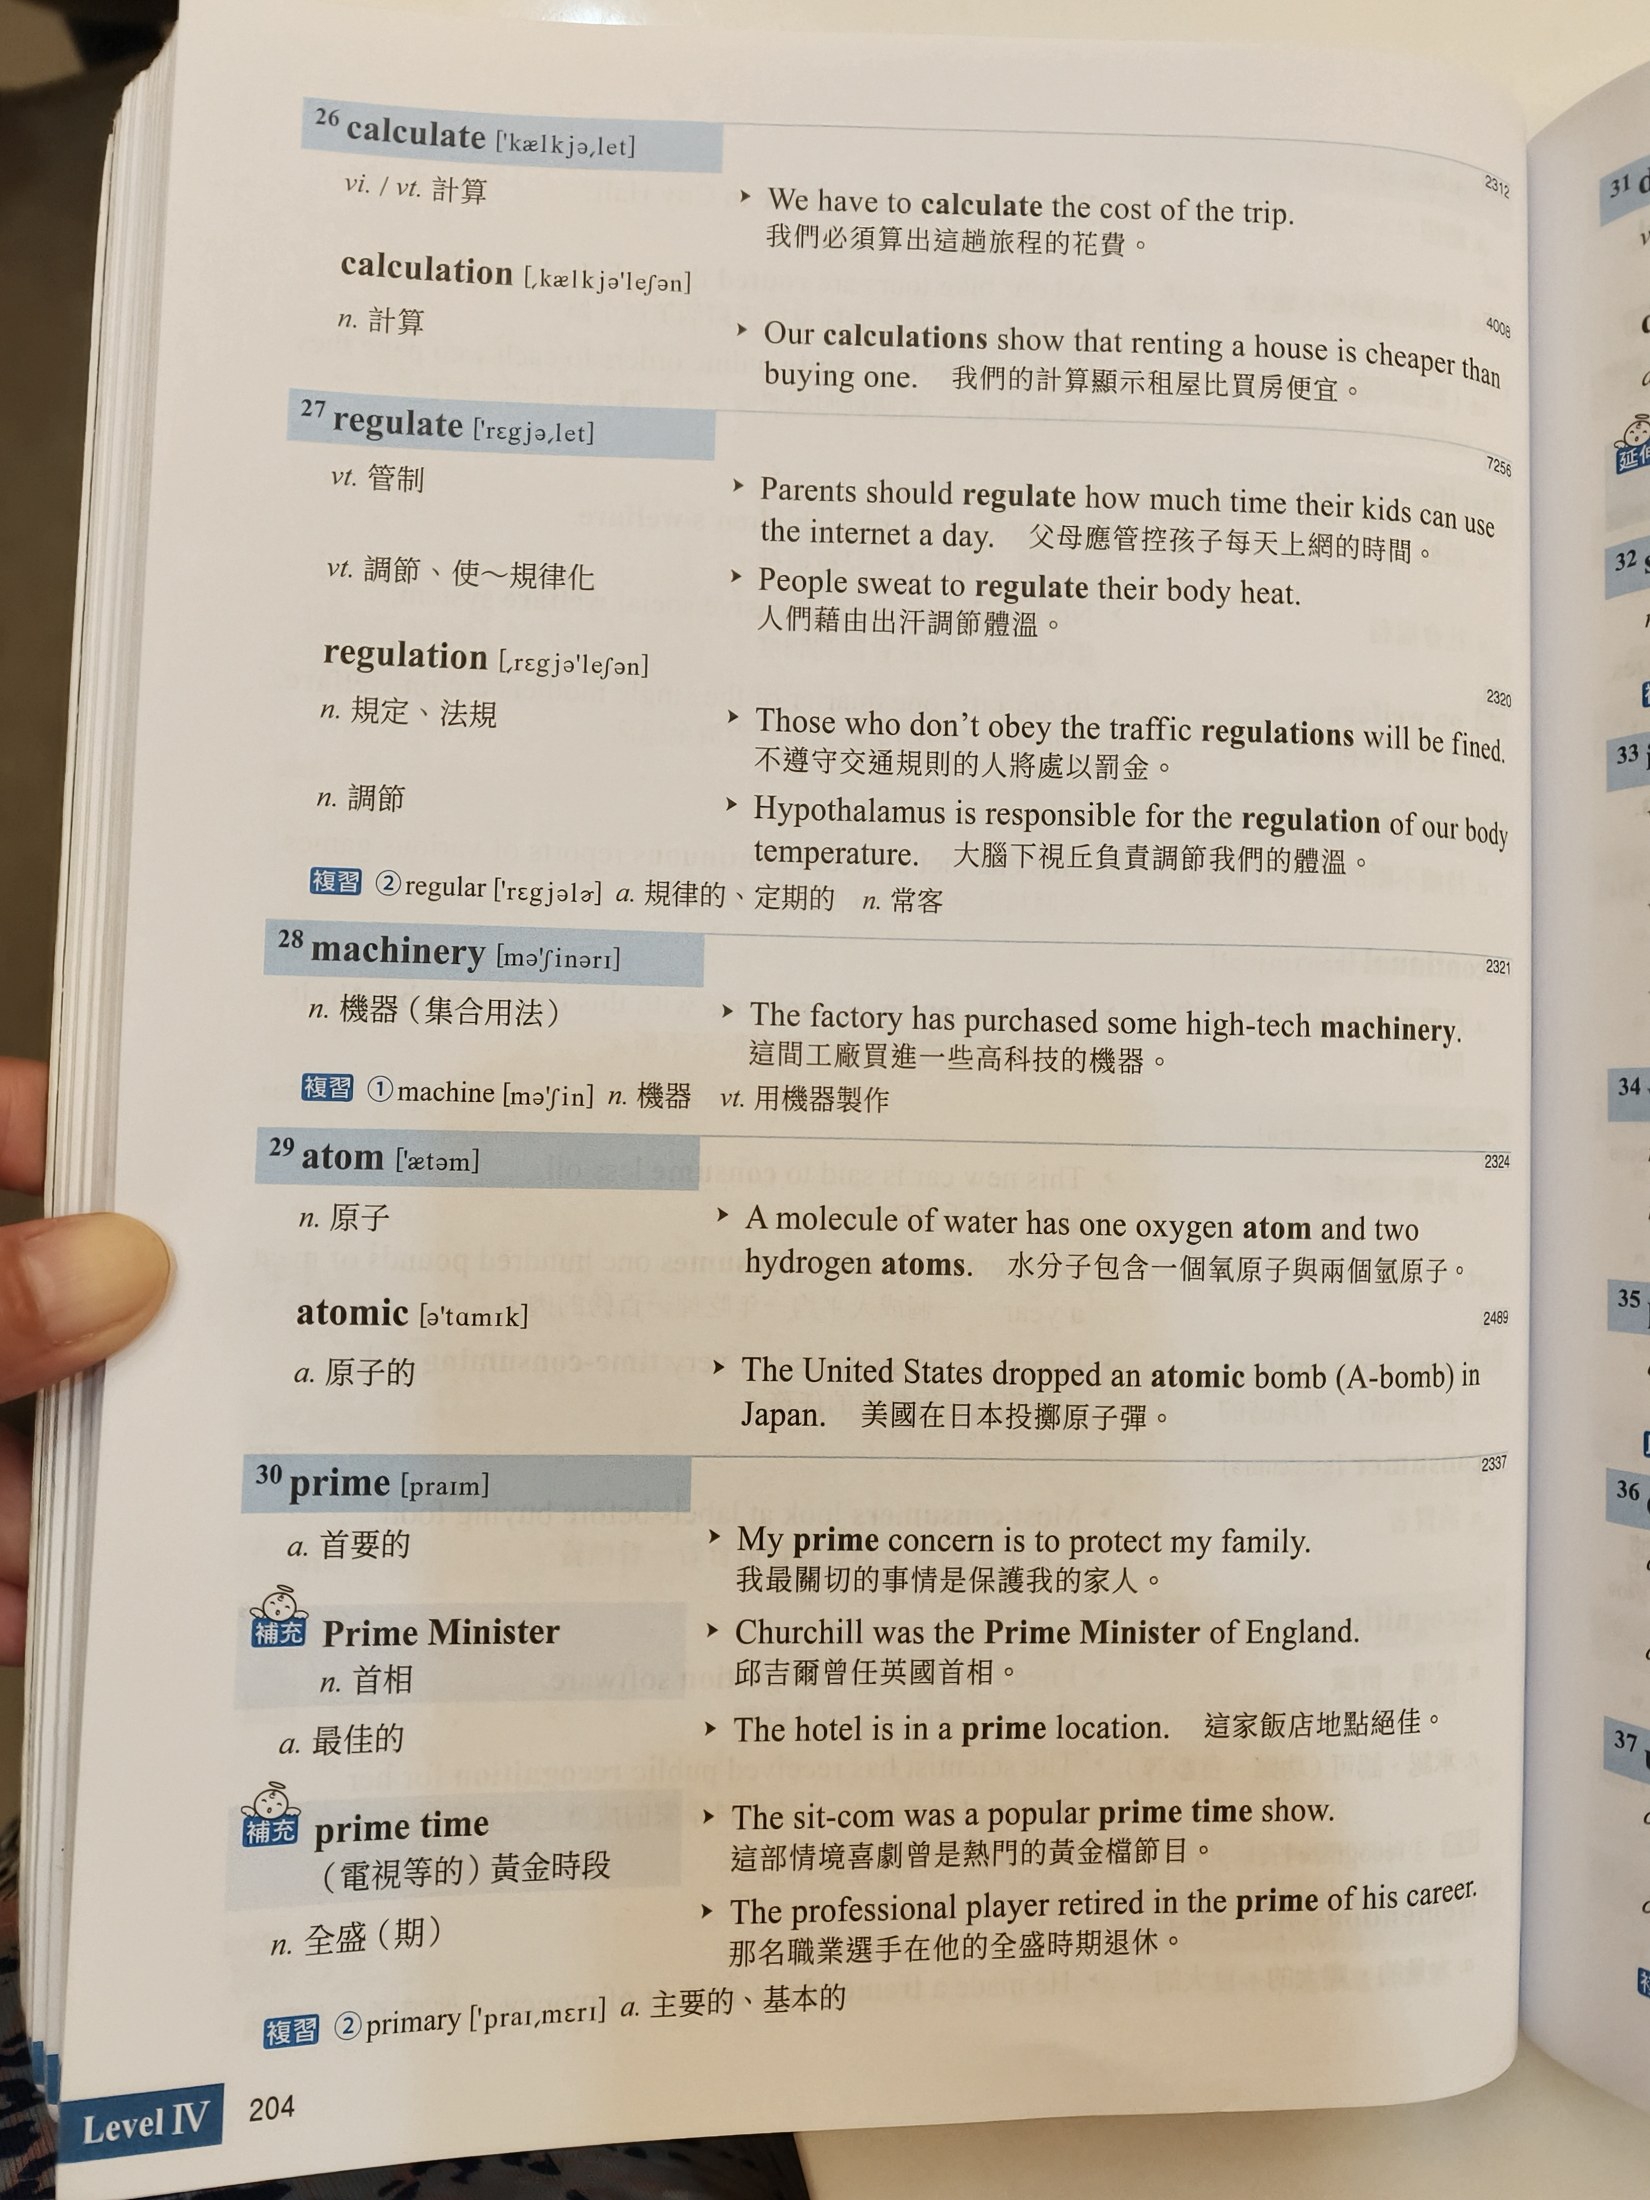 26 calculate [ˈkælkjəˌlet]
2312
vi. / vt. 計算
➤ We have to calculate the cost of the trip.
我們必須算出這趟旅程的花費。
calculation [ˌkælkjəˈleʃən]
4008
n. 計算
➤ Our calculations show that renting a house is cheaper than
buying one. 我們的計算顯示租屋比買房便宜。
27 regulate [ˈrɛgjəˌlet]
7256
vt. 管制
➤ Parents should regulate how much time their kids can use
the internet a day. 父母應管控孩子每天上網的時間。
vt. 調節、使～規律化
➤ People sweat to regulate their body heat.
人們藉由出汗調節體溫。
regulation [ˌrɛgjəˈleʃən]
2320
n. 規定、法規
➤ Those who don't obey the traffic regulations will be fined.
不遵守交通規則的人將處以罰金。
n. 調節
➤ Hypothalamus is responsible for the regulation of our body
temperature. 大腦下視丘負責調節我們的體溫。
複習 ②regular [ˈrɛgjələ˞] a. 規律的、定期的 n. 常客
28 machinery [məˈʃinərɪ]
2321
n. 機器（集合用法）
➤ The factory has purchased some high-tech machinery.
這間工廠買進一些高科技的機器。
複習 ①machine [məˈʃin] n. 機器 vt. 用機器製作
29 atom [ˈætəm]
2324
n. 原子
➤ A molecule of water has one oxygen atom and two
hydrogen atoms. 水分子包含一個氧原子與兩個氫原子。
atomic [əˈtɑmɪk]
2489
a. 原子的
➤ The United States dropped an atomic bomb (A-bomb) in
Japan. 美國在日本投擲原子彈。
30 prime [praɪm]
2337
a. 首要的
➤ My prime concern is to protect my family.
我最關切的事情是保護我的家人。
補充 Prime Minister
n. 首相
➤ Churchill was the Prime Minister of England.
邱吉爾曾任英國首相。
a. 最佳的
➤ The hotel is in a prime location. 這家飯店地點絕佳。
補充 prime time
（電視等的）黃金時段
➤ The sit-com was a popular prime time show.
這部情境喜劇曾是熱門的黃金檔節目。
n. 全盛（期）
➤ The professional player retired in the prime of his career.
那名職業選手在他的全盛時期退休。
複習 ②primary [ˈpraɪˌmɛrɪ] a. 主要的、基本的
Level IV 204
31
延伸
32
33
34
35
36
37